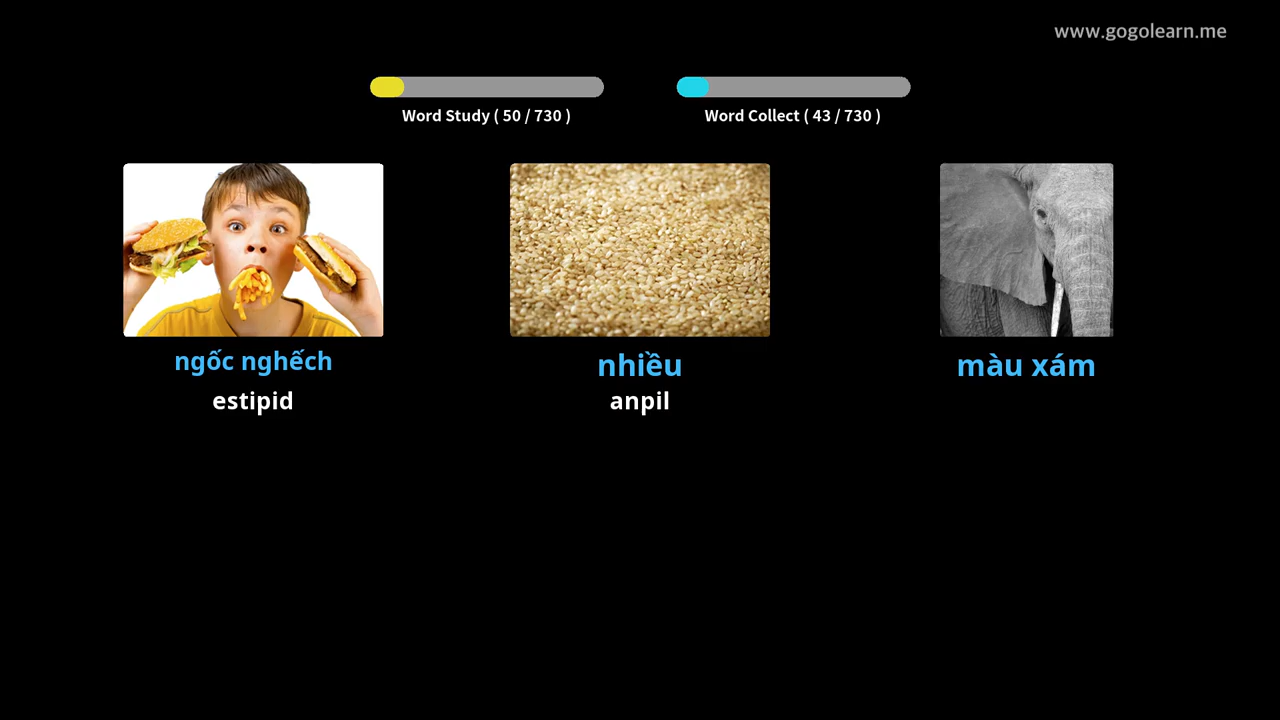 www.gogolearn.me
Word Study ( 50 / 730 )
Word Collect ( 43 / 730 )
ngốc nghếch
nhiều
màu xám
estipid
anpil